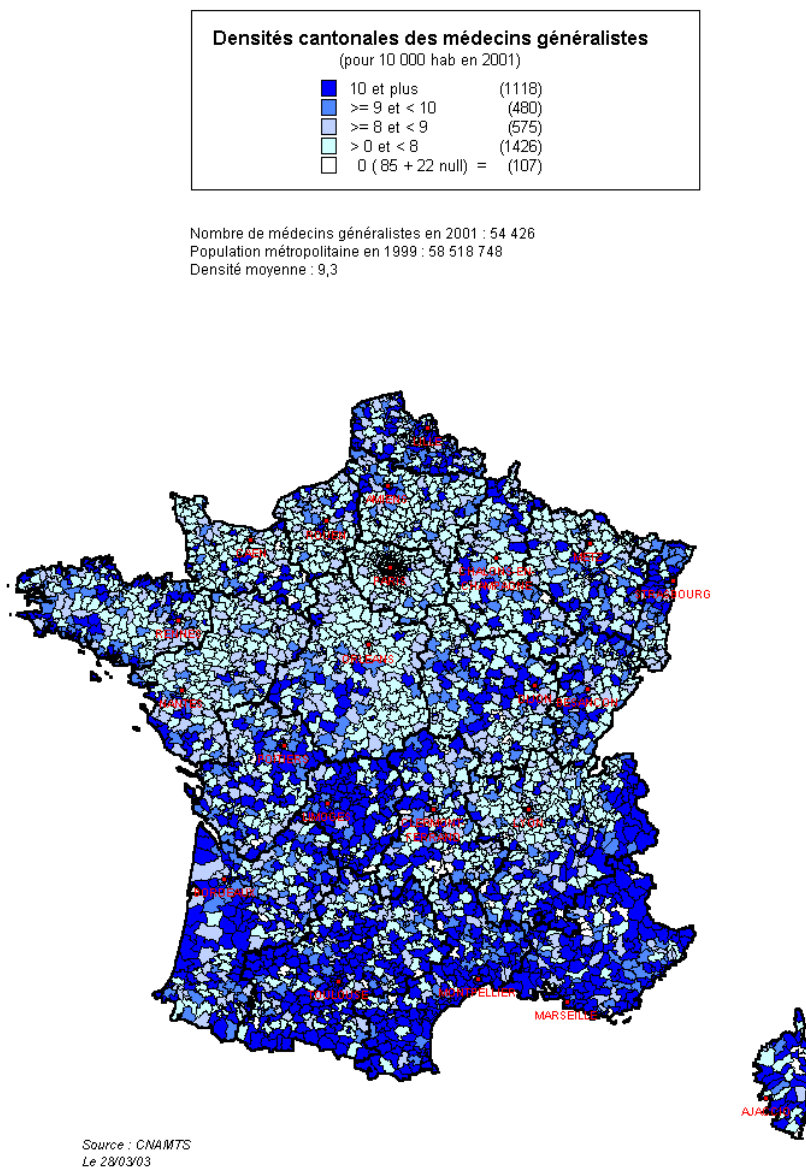 Densités cantonales des médecins généralistes
(pour 10 000 hab en 2001)
10 et plus (1118)
>= 9 et < 10 (480)
>= 8 et < 9 (575)
> 0 et < 8 (1426)
0 ( 85 + 22 null) = (107)
Nombre de médecins généralistes en 2001 : 54 426
Population métropolitaine en 1999 : 58 518 748
Densité moyenne : 9,3
LILLE
AMIENS
ROUEN
CAEN
METZ
PARIS
CHALONS-EN-
CHAMPAGNE
STRASBOURG
RENNES
ORLEANS
NANTES
DIJON
BESANCON
POITIERS
LIMOGES
CLERMONT-
FERRAND
LYON
BORDEAUX
TOULOUSE
MONTPELLIER
MARSEILLE
AJACCIO
Source : CNAMTS
Le 28/03/03